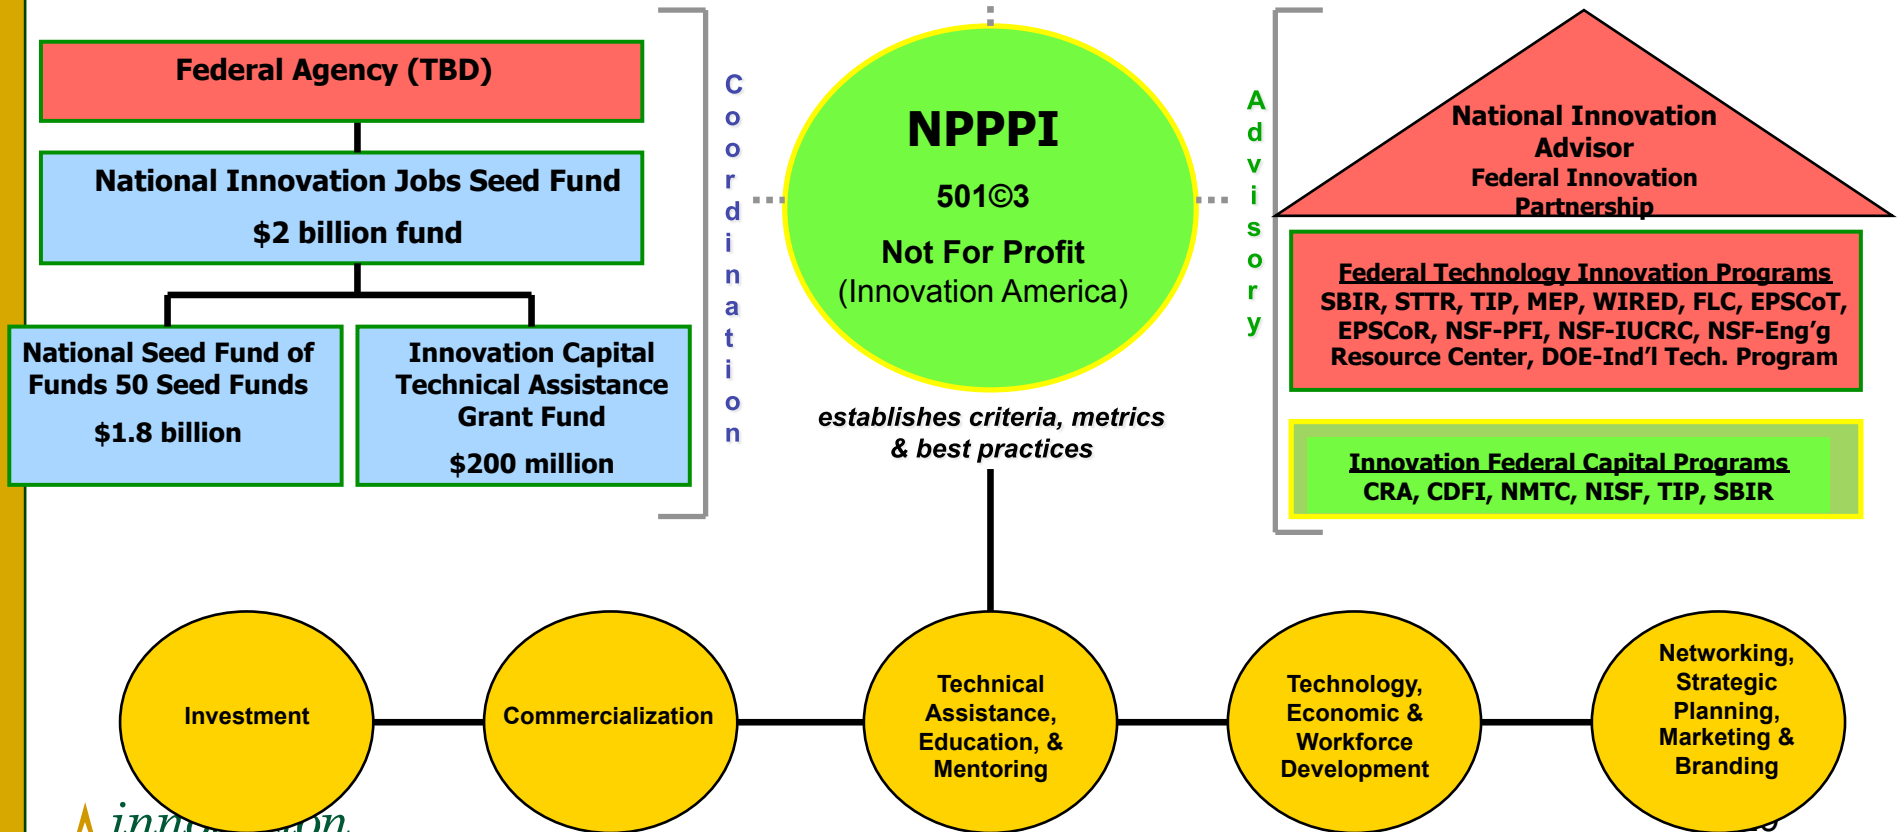 Federal Agency (TBD)
National Innovation Jobs Seed Fund
$2 billion fund
National Seed Fund of
Funds 50 Seed Funds
$1.8 billion
Innovation Capital
Technical Assistance
Grant Fund
$200 million
Coordination
NPPPI
501©3
Not For Profit
(Innovation America)
establishes criteria, metrics
& best practices
Advisory
National Innovation
Advisor
Federal Innovation
Partnership
Federal Technology Innovation Programs
SBIR, STTR, TIP, MEP, WIRED, FLC, EPSCoT,
EPSCoR, NSF-PFI, NSF-IUCRC, NSF-Eng’g
Resource Center, DOE-Ind’l Tech. Program
Innovation Federal Capital Programs
CRA, CDFI, NMTC, NISF, TIP, SBIR
Investment
Commercialization
Technical
Assistance,
Education, &
Mentoring
Technology,
Economic &
Workforce
Development
Networking,
Strategic
Planning,
Marketing &
Branding